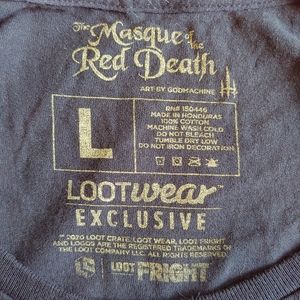 The
Masque of the
Red Death
ART BY GODMACHINE
L
RN# 150446
MADE IN HONDURAS
100% COTTON
MACHINE WASH COLD
DO NOT BLEACH
TUMBLE DRY LOW
DO NOT IRON DECORATION
LOOTwear™
EXCLUSIVE
™ 2020 LOOT CRATE, LOOT WEAR, LOOT FRIGHT
AND LOGOS ARE THE REGISTERED TRADEMARKS OF
THE LOOT COMPANY LLC. ALL RIGHTS RESERVED.
LOOT FRIGHT